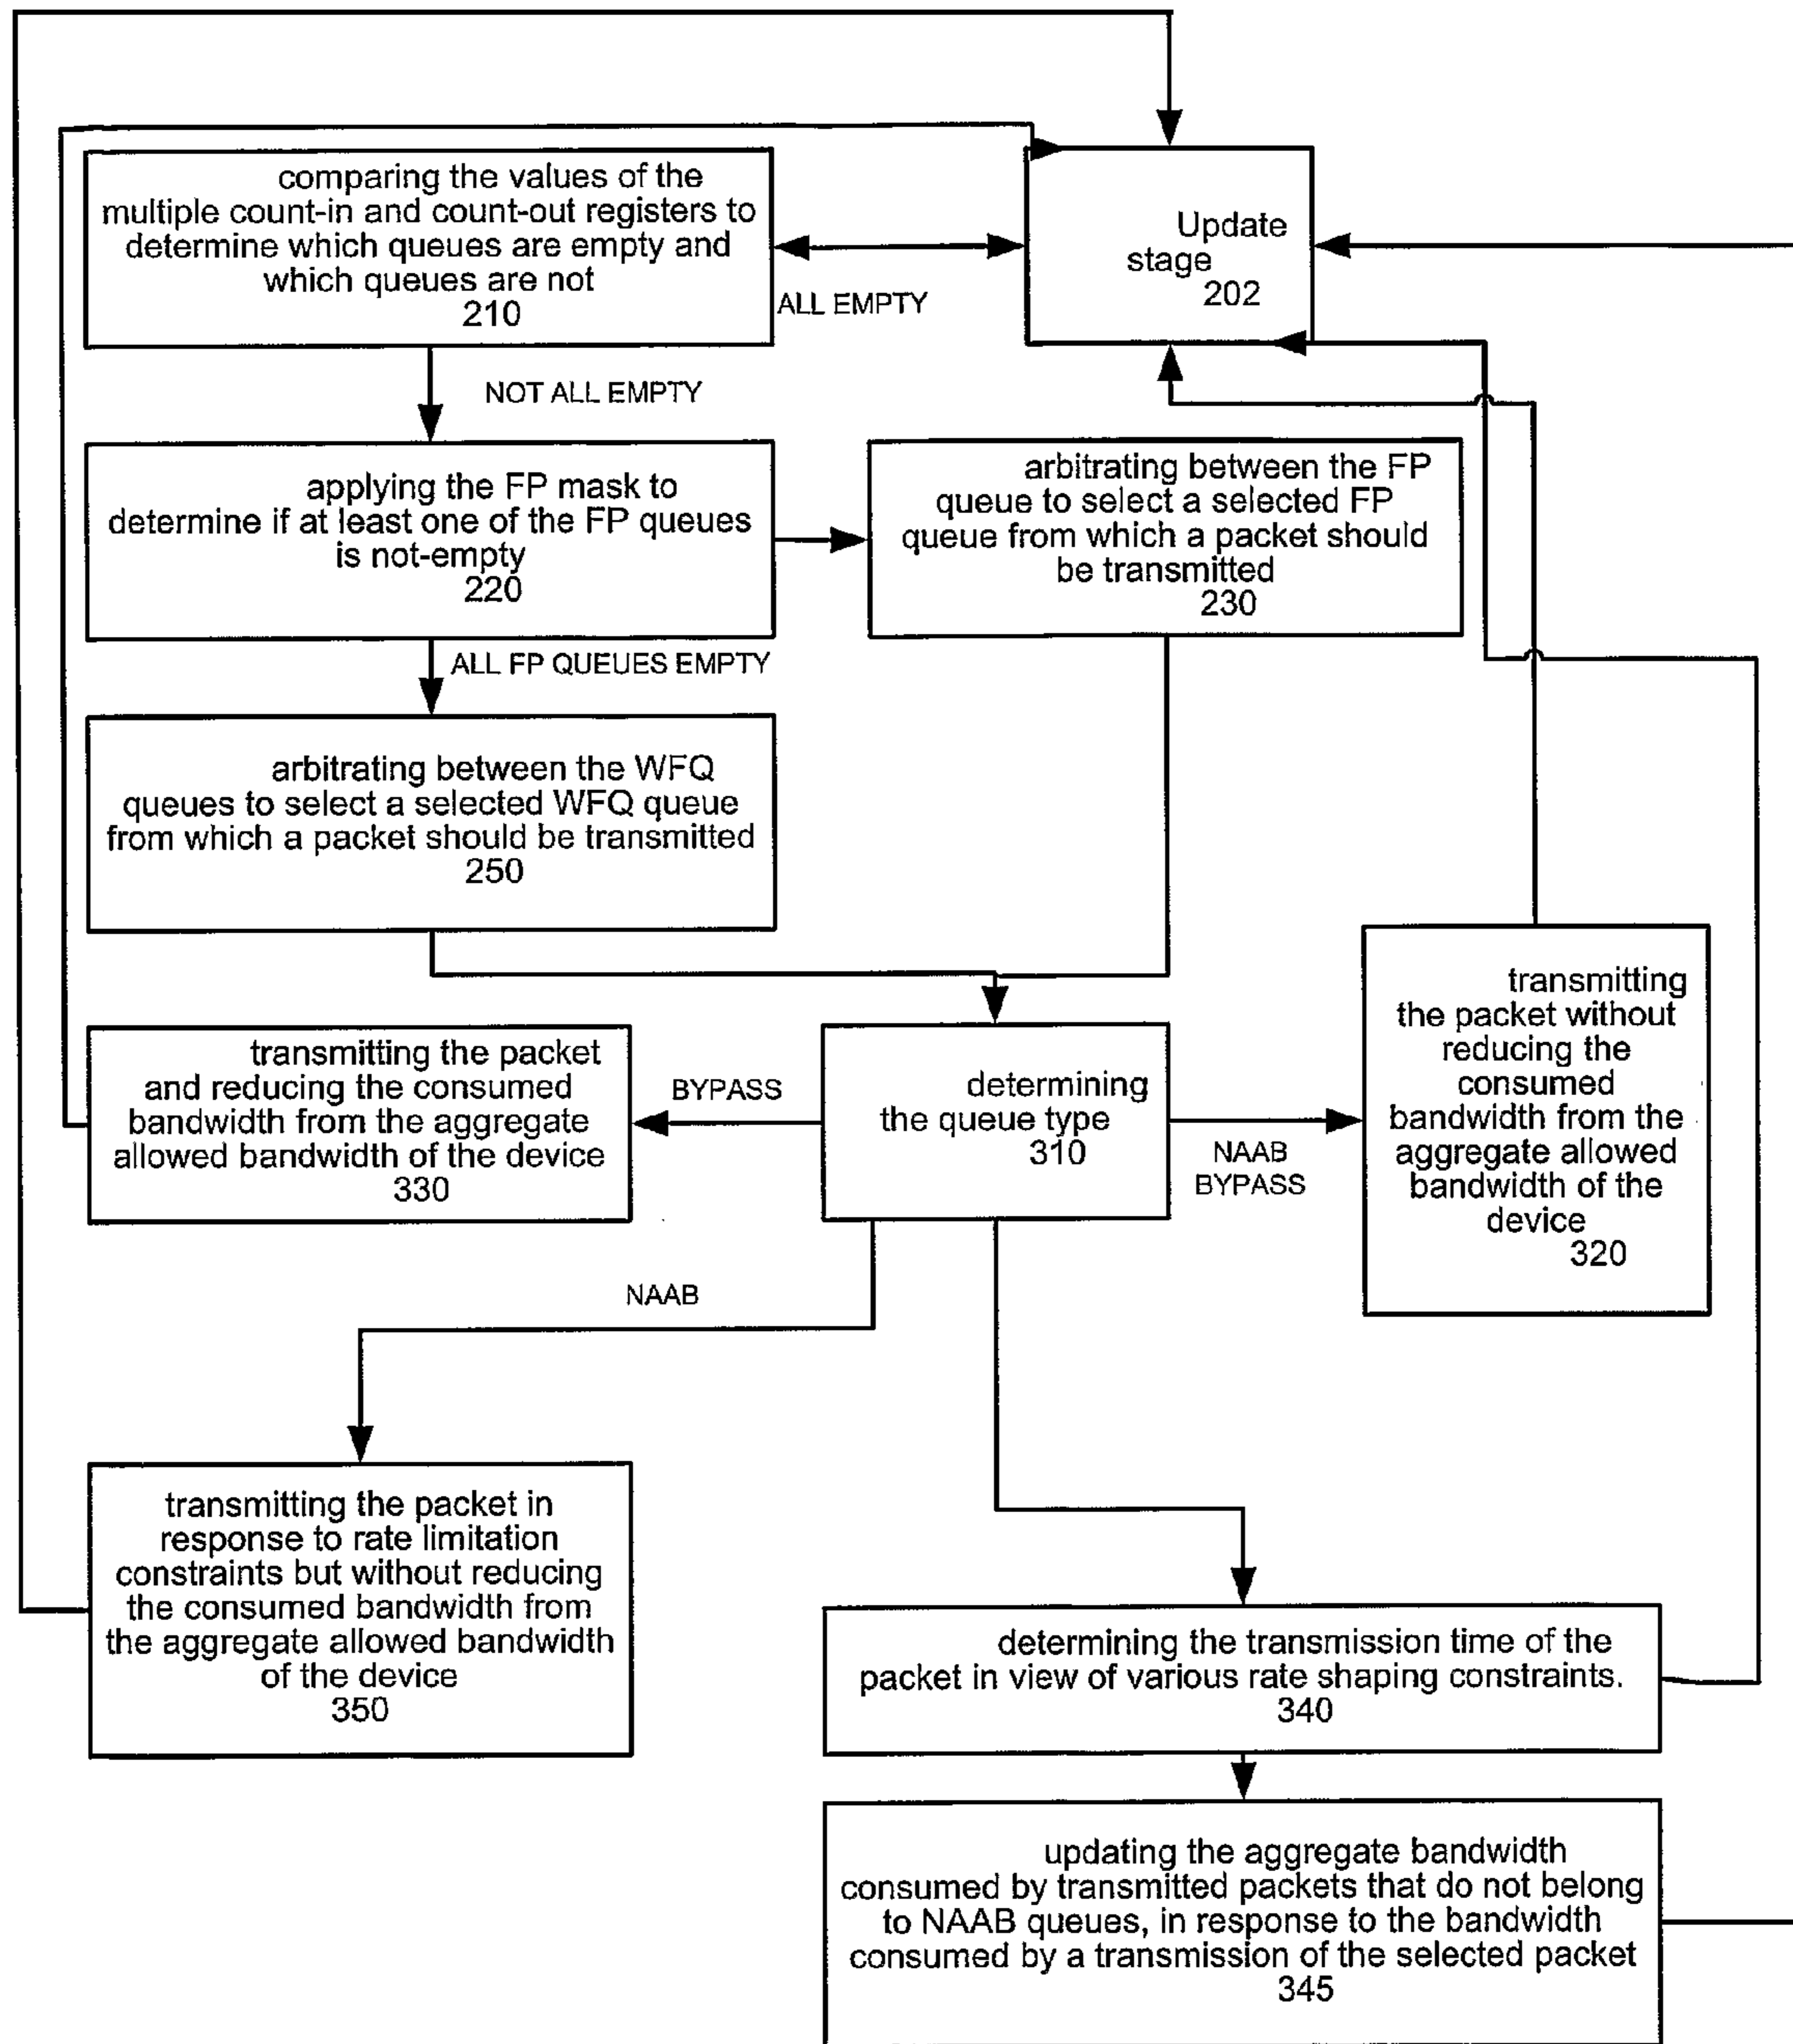 comparing the values of the
multiple count-in and count-out registers to
determine which queues are empty and
which queues are not
210
ALL EMPTY
Update
stage
202
NOT ALL EMPTY
applying the FP mask to
determine if at least one of the FP queues
is not-empty
220
arbitrating between the FP
queue to select a selected FP
queue from which a packet should
be transmitted
230
ALL FP QUEUES EMPTY
arbitrating between the WFQ
queues to select a selected WFQ queue
from which a packet should be transmitted
250
transmitting the packet
and reducing the consumed
bandwidth from the aggregate
allowed bandwidth of the device
330
BYPASS
determining
the queue type
310
NAAB
BYPASS
transmitting
the packet without
reducing the
consumed
bandwidth from the
aggregate allowed
bandwidth of the
device
320
NAAB
transmitting the packet in
response to rate limitation
constraints but without reducing
the consumed bandwidth from
the aggregate allowed bandwidth
of the device
350
determining the transmission time of the
packet in view of various rate shaping constraints.
340
updating the aggregate bandwidth
consumed by transmitted packets that do not belong
to NAAB queues, in response to the bandwidth
consumed by a transmission of the selected packet
345